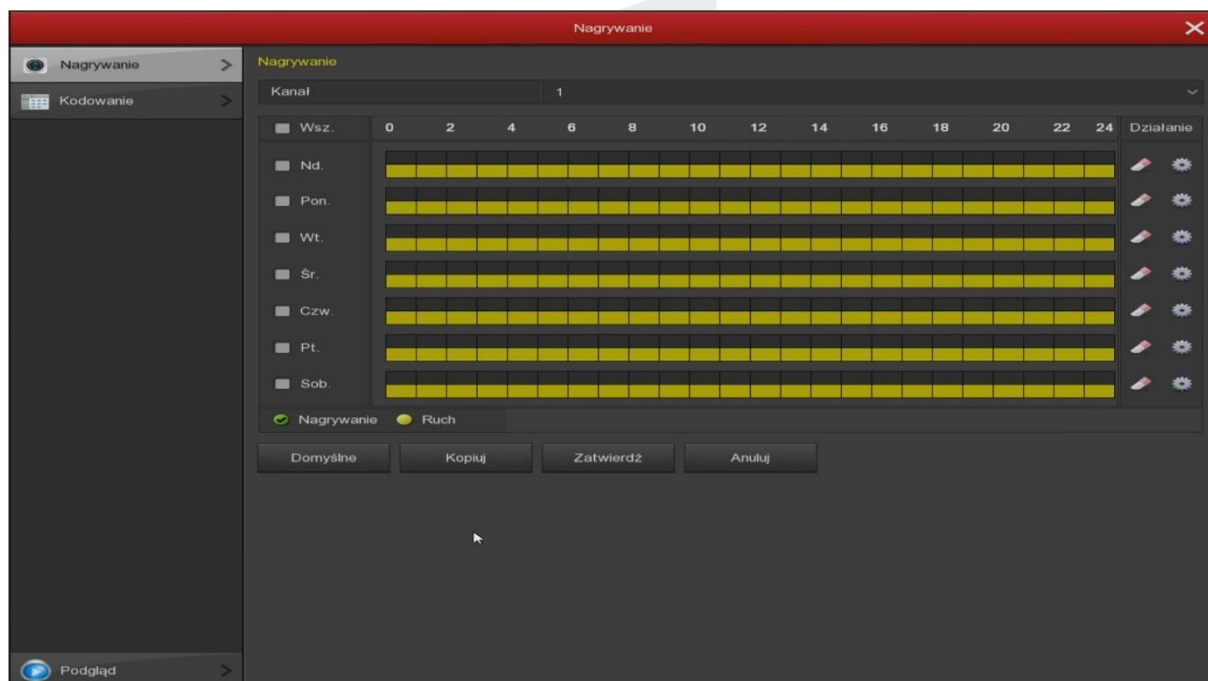 Nagrywanie
Nagrywanie
Kodowanie
Nagrywanie
Kanał 1
Wsz. 0 2 4 6 8 10 12 14 16 18 20 22 24 Działanie
Nd.
Pon.
Wt.
Śr.
Czw.
Pt.
Sob.
Nagrywanie Ruch
Domyślne Kopiuj Zatwierdź Anuluj
Podgląd